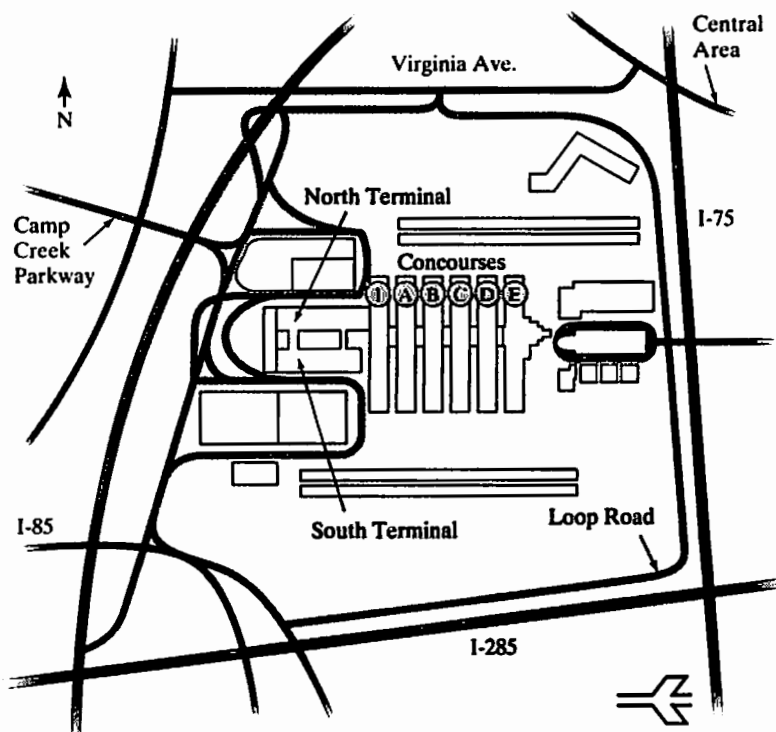 Central
Area
Virginia Ave.
N
North Terminal
Camp
Creek
Parkway
I-75
Concourses
A B C D E
I-85
South Terminal
Loop Road
I-285